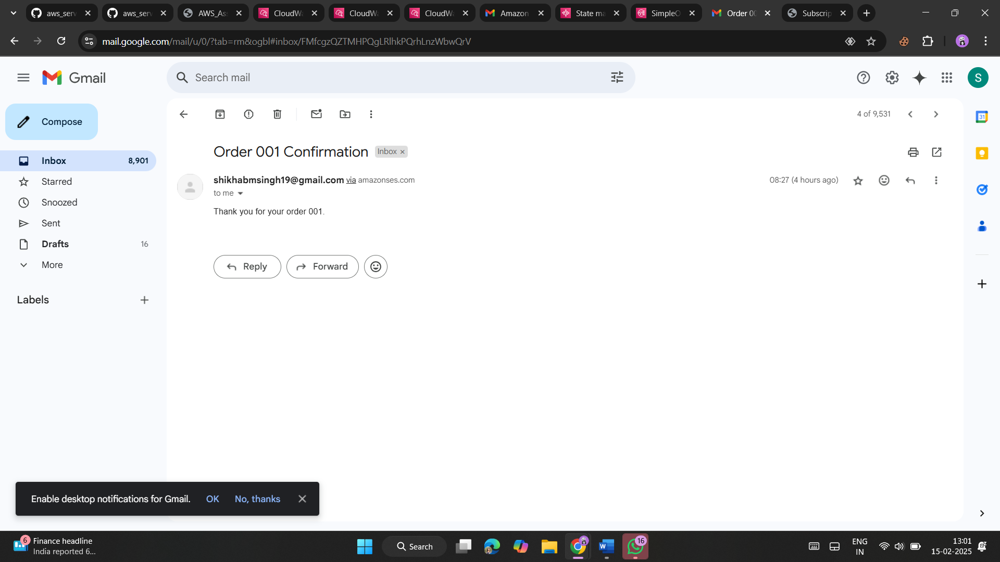 aws_serv
aws_serv
AWS_As
CloudWa
CloudWa
CloudWa
Amazon
State ma
SimpleO
Order 00
Subscrip
mail.google.com/mail/u/0/?tab=rm&ogbl#inbox/FMfcgzQZTMHPQgLRlhkPQrhLnzWbwQrV
Gmail
Search mail
S
Compose
4 of 9,531
31
Inbox 8,901
Starred
Snoozed
Sent
Drafts 16
More
Labels
Order 001 Confirmation Inbox ×
shikhabmsingh19@gmail.com via amazonses.com 08:27 (4 hours ago)
to me
Thank you for your order 001.
Reply
Forward
Enable desktop notifications for Gmail. OK No, thanks
6
Finance headline
India reported 6...
Search
W
16
ENG
IN
13:01
15-02-2025